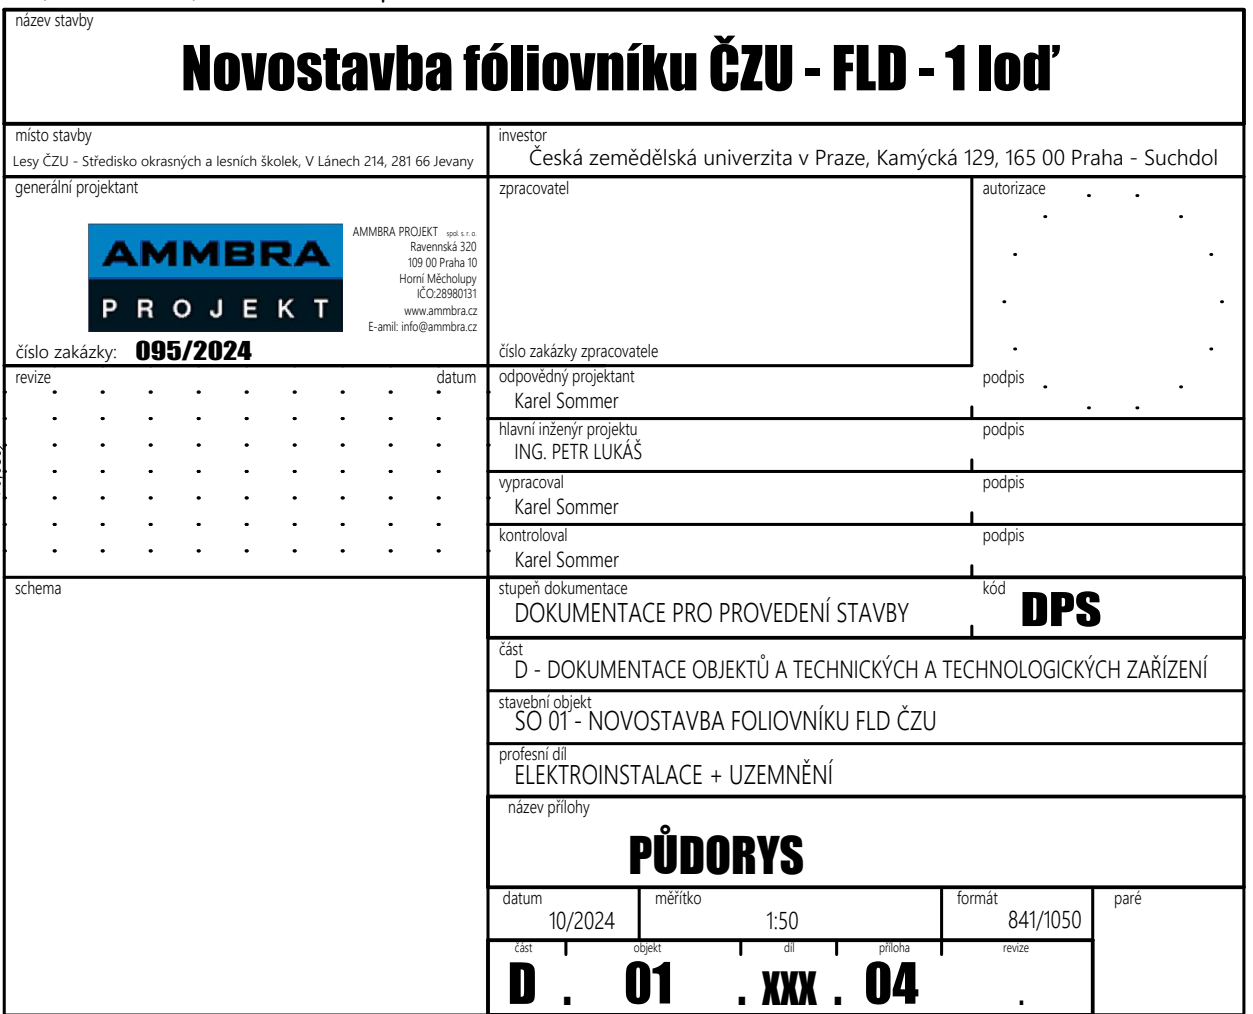 název stavby
Novostavba fóliovníku ČZU - FLD - 1 loď
místo stavby
Lesy ČZU - Středisko okrasných a lesních školek, V Lánech 214, 281 66 Jevany
investor
Česká zemědělská univerzita v Praze, Kamýcká 129, 165 00 Praha - Suchdol
generální projektant
AMMBRA
PROJEKT
AMMBRA PROJEKT spol. s r. o.
Ravennská 320
109 00 Praha 10
Horní Měcholupy
IČO:28980131
www.ammbra.cz
E-amil: info@ammbra.cz
číslo zakázky: 095/2024
zpracovatel
číslo zakázky zpracovatele
autorizace
revize datum
odpovědný projektant podpis
Karel Sommer
hlavní inženýr projektu podpis
ING. PETR LUKÁŠ
vypracoval podpis
Karel Sommer
kontroloval podpis
Karel Sommer
schema
stupeň dokumentace kód
DOKUMENTACE PRO PROVEDENÍ STAVBY DPS
část
D - DOKUMENTACE OBJEKTŮ A TECHNICKÝCH A TECHNOLOGICKÝCH ZAŘÍZENÍ
stavební objekt
SO 01 - NOVOSTAVBA FOLIOVNÍKU FLD ČZU
profesní díl
ELEKTROINSTALACE + UZEMNĚNÍ
název přílohy
PŮDORYS
datum měřítko formát paré
10/2024 1:50 841/1050
část objekt díl příloha revize
D . 01 . xxx . 04 .